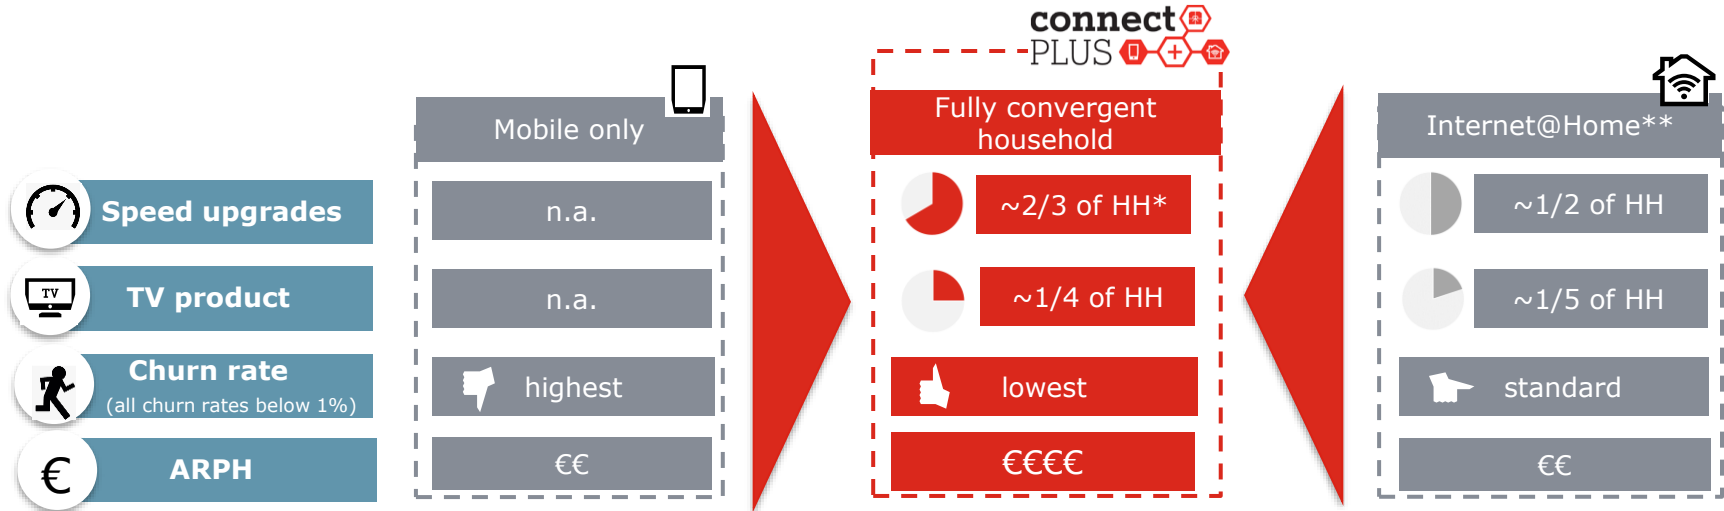 connect
PLUS
Mobile only
Fully convergent
household
Internet@Home**
Speed upgrades
n.a.
~2/3 of HH*
~1/2 of HH
TV
TV product
n.a.
~1/4 of HH
~1/5 of HH
Churn rate
(all churn rates below 1%)
highest
lowest
standard
€
ARPH
€€
€€€€
€€